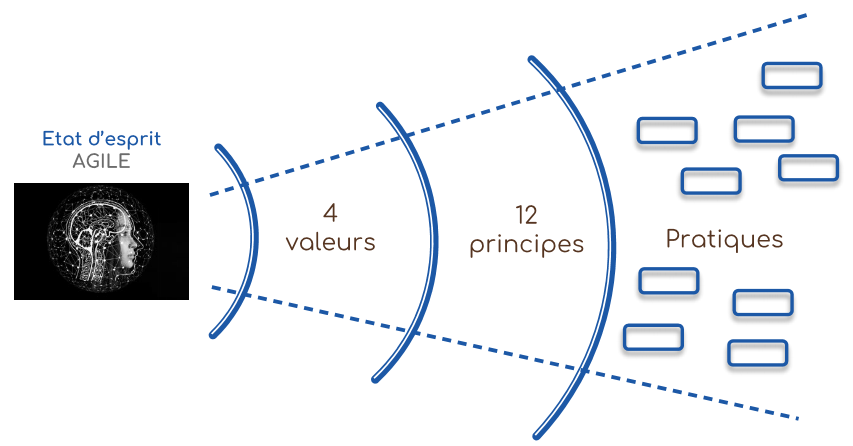 Etat d’esprit
AGILE
4
valeurs
12
principes
Pratiques